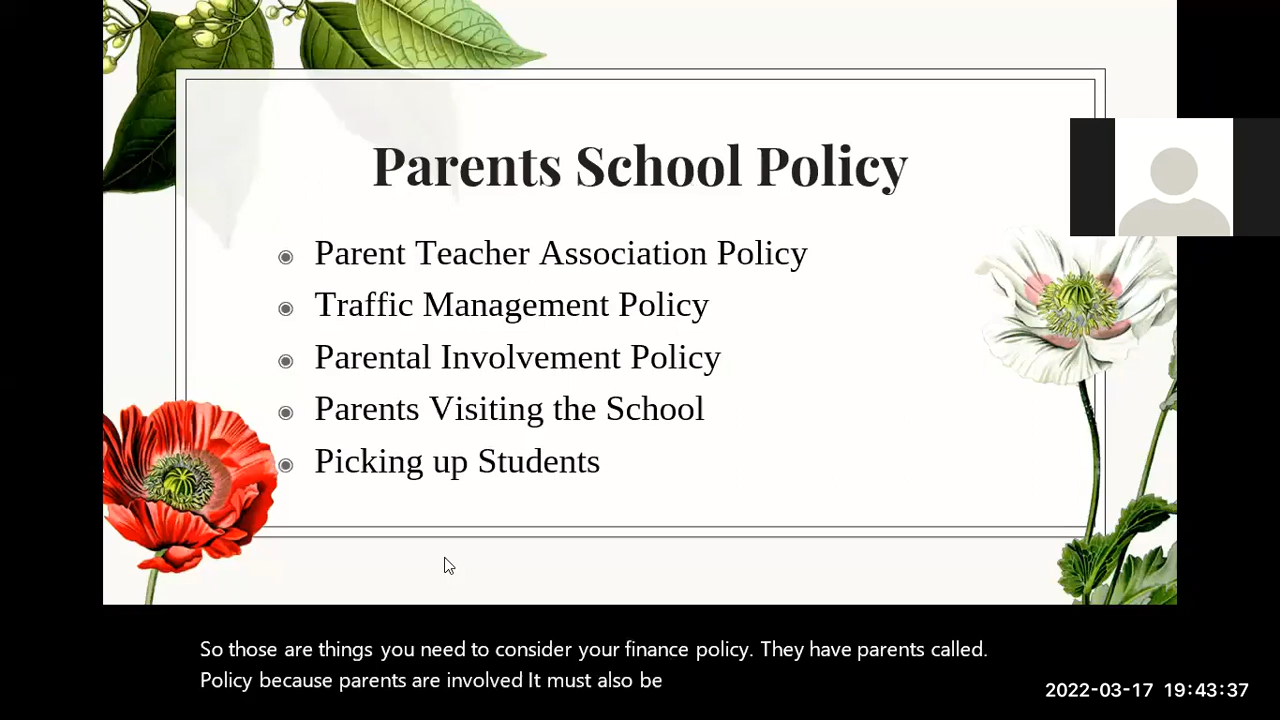 Parents School Policy
Parent Teacher Association Policy
Traffic Management Policy
Parental Involvement Policy
Parents Visiting the School
Picking up Students
So those are things you need to consider your finance policy. They have parents called.
Policy because parents are involved It must also be
2022-03-17 19:43:37